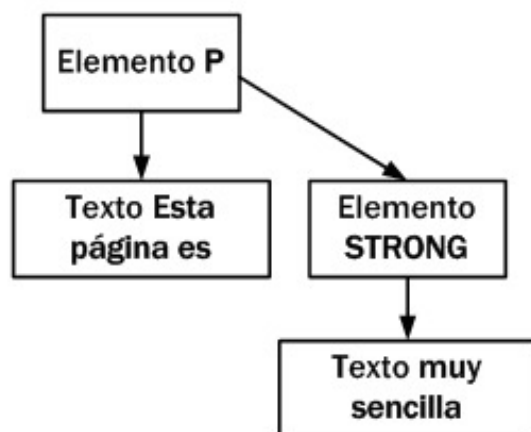 Elemento P
Texto Esta
página es
Elemento
STRONG
Texto muy
sencilla